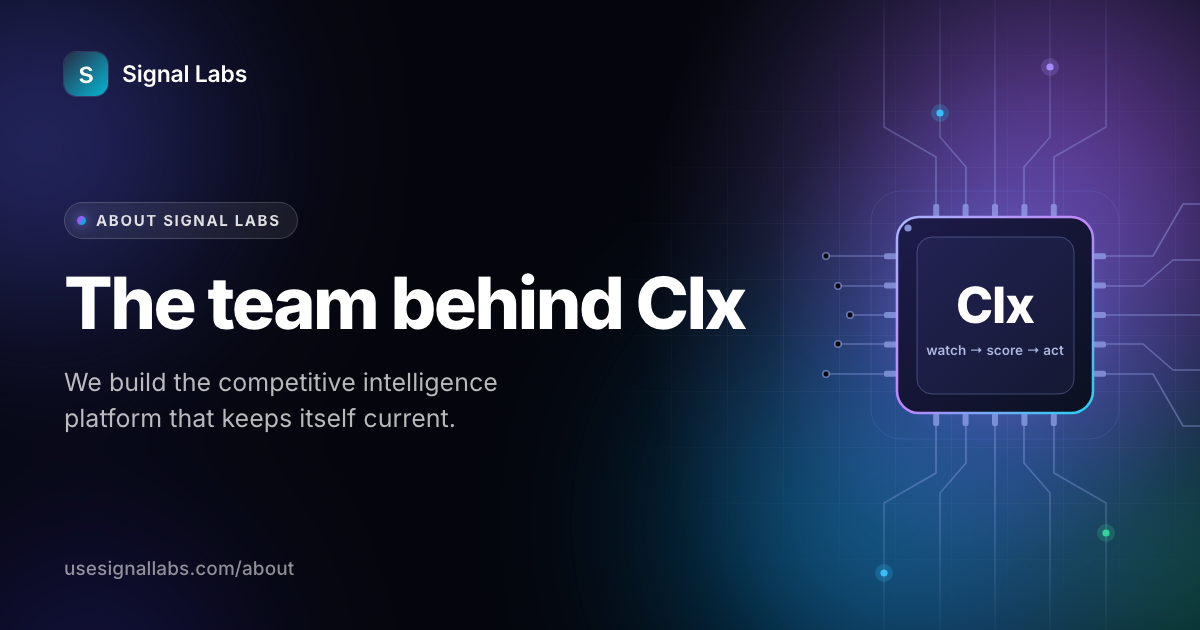 S
Signal Labs
ABOUT SIGNAL LABS
The team behind CIx
We build the competitive intelligence
platform that keeps itself current.
CIx
watch → score → act
usesignallabs.com/about